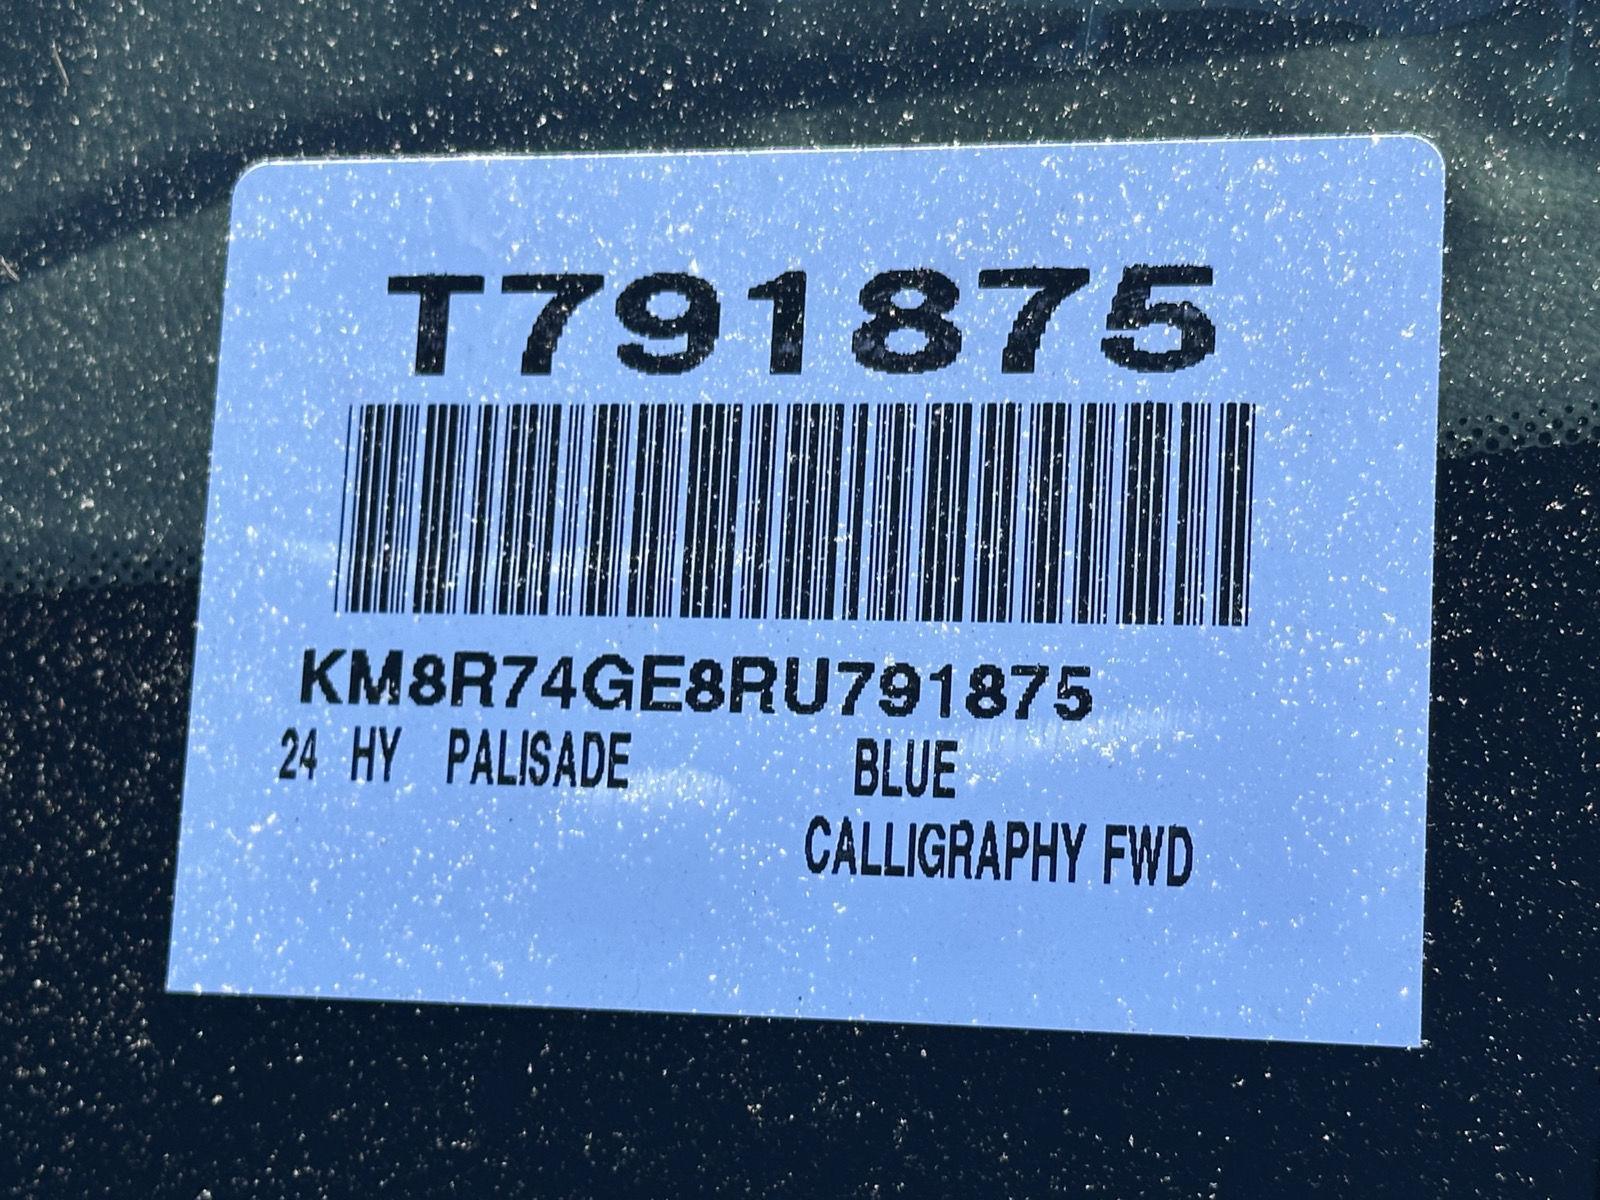 T791875
KM8R74GE8RU791875
24 HY PALISADE BLUE
CALLIGRAPHY FWD